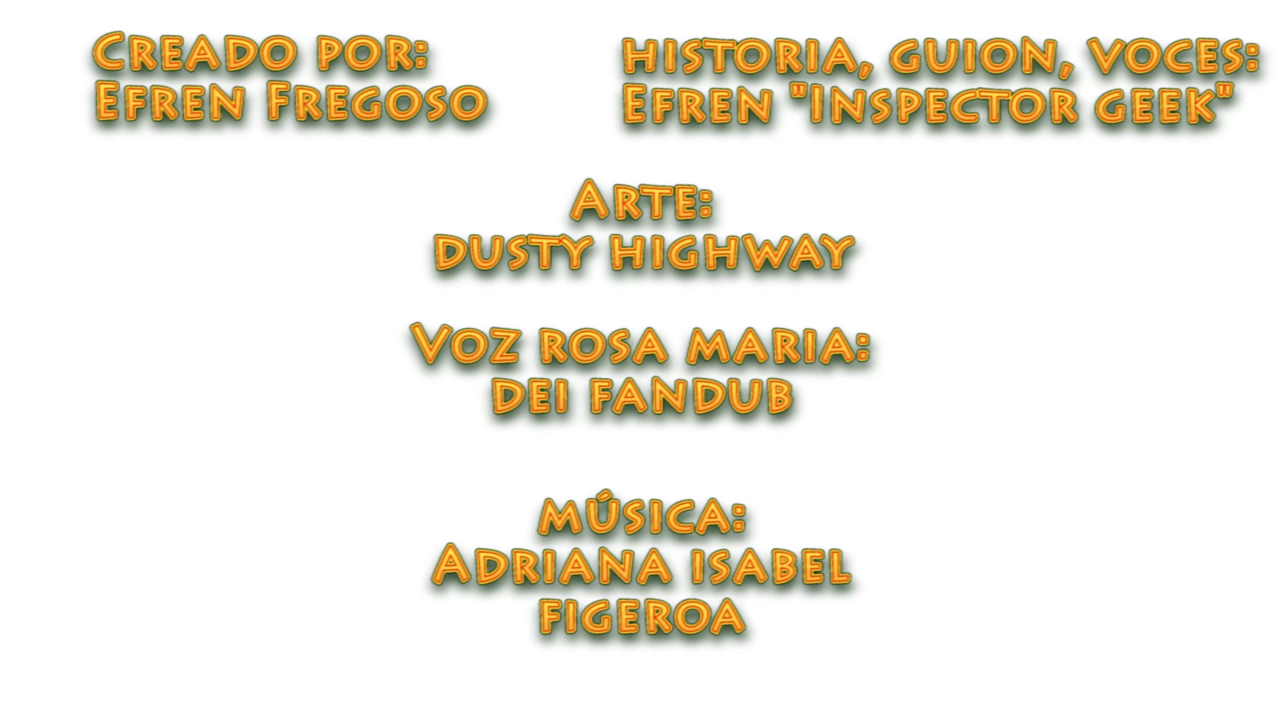 Creado por:
Efren Fregoso
historia, guion, voces:
Efren "Inspector geek"
Arte:
dusty highway
Voz rosa maria:
dei fandub
música:
Adriana isabel
figeroa